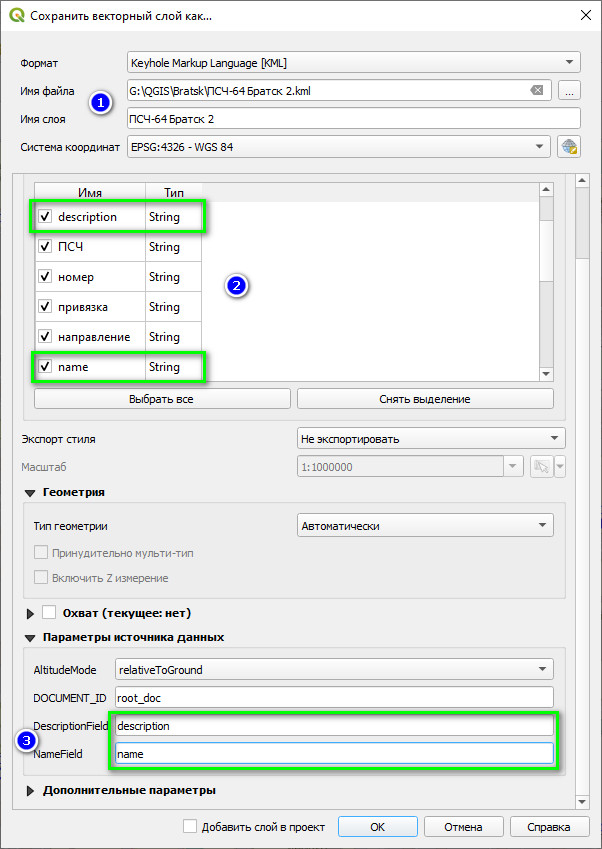 Сохранить векторный слой как...
Формат Keyhole Markup Language [KML]
Имя файла G:\QGIS\Bratsk\ПСЧ-64 Братск 2.kml ...
1
Имя слоя ПСЧ-64 Братск 2
Система координат EPSG:4326 - WGS 84
Имя Тип
description String
ПСЧ String
номер String
2
привязка String
направление String
name String
Выбрать все Снять выделение
Экспорт стиля Не экспортировать
Масштаб 1:1000000
Геометрия
Тип геометрии Автоматически
Принудительно мульти-тип
Включить Z измерение
Охват (текущее: нет)
Параметры источника данных
AltitudeMode relativeToGround
DOCUMENT_ID root_doc
DescriptionField description
3
NameField name
Дополнительные параметры
Добавить слой в проект OK Отмена Справка